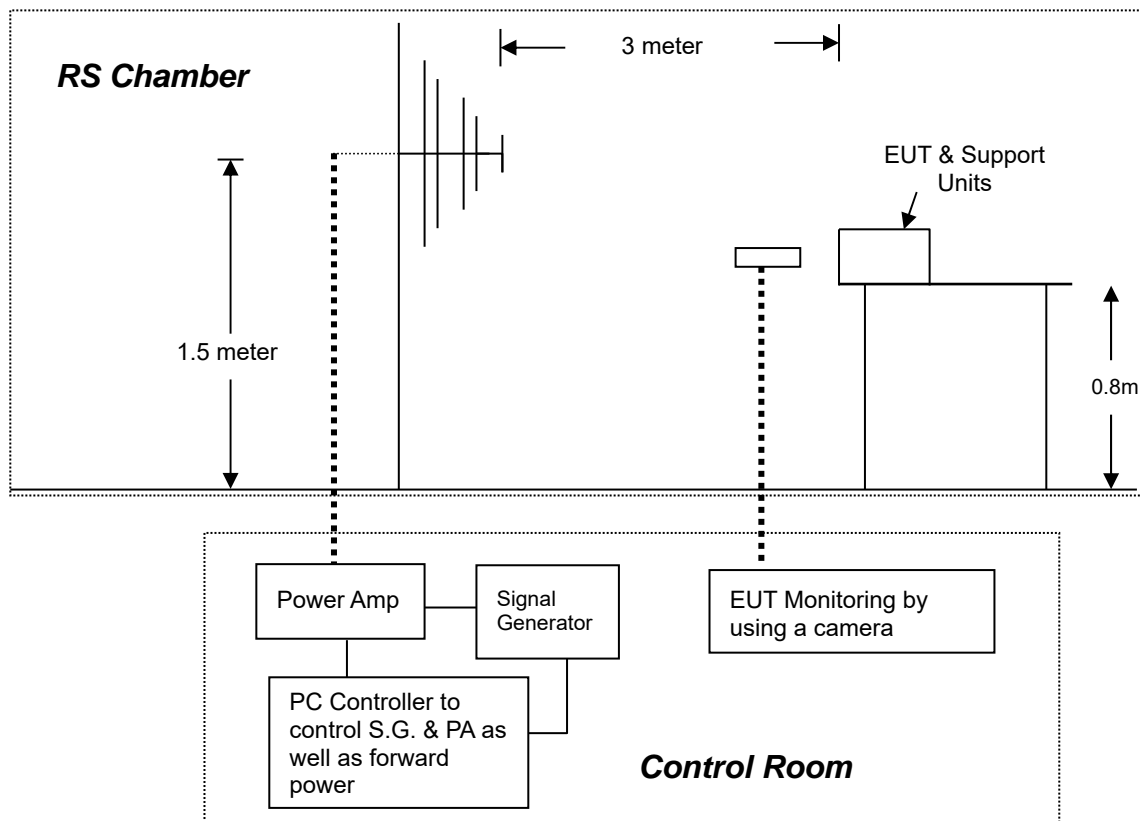 3 meter
RS Chamber
EUT & Support
Units
1.5 meter
0.8m
Power Amp
Signal
Generator
EUT Monitoring by
using a camera
PC Controller to
control S.G. & PA as
well as forward
power
Control Room